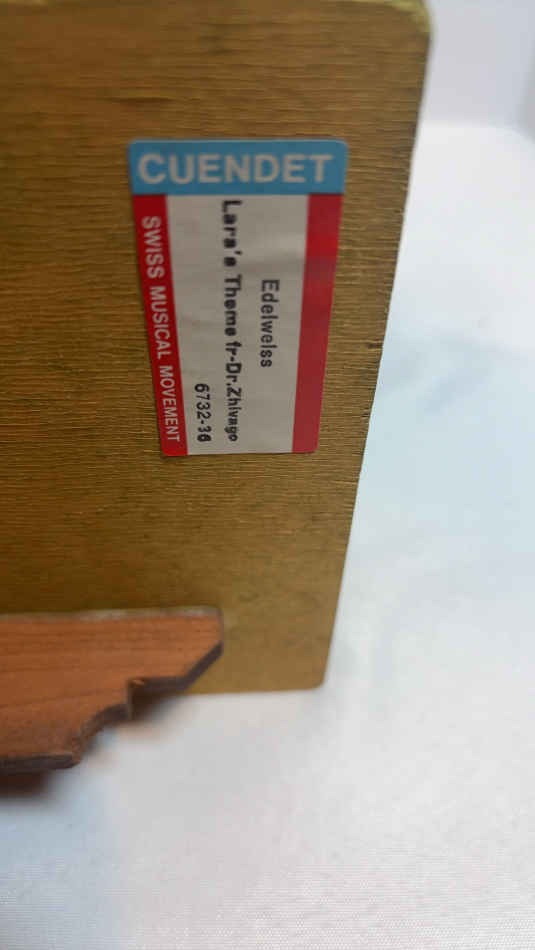 CUENDET
Edelweiss
Lara's Theme fr-Dr.Zhivago
6732-36
SWISS MUSICAL MOVEMENT